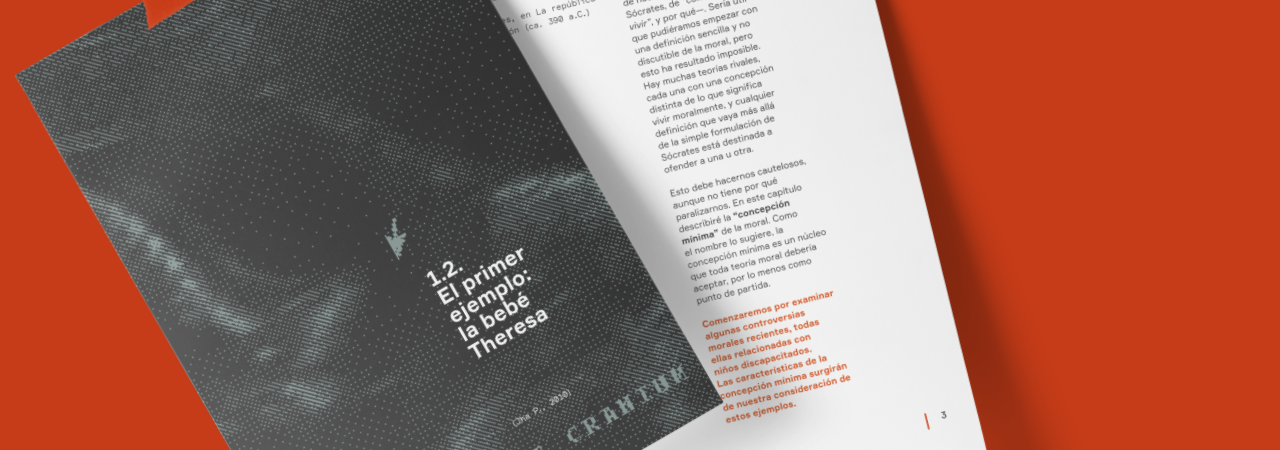 1.2.
El primer
ejemplo:
la bebé
Theresa
(Cha P., 2020)
CRANIUM
en La república
(ca. 390 a.C.)
Sócrates, de
vivir", y por qué—. Sería
que pudiéramos empezar con
una definición sencilla y no
discutible de la moral, pero
esto ha resultado imposible.
Hay muchas teorías rivales,
cada una con una concepción
distinta de lo que significa
vivir moralmente, y cualquier
definición que vaya más allá
de la simple formulación de
Sócrates está destinada a
ofender a una u otra.
Esto debe hacernos cautelosos,
aunque no tiene por qué
paralizarnos. En este capítulo
describiré la "concepción
mínima" de la moral. Como
el nombre lo sugiere, la
concepción mínima es un núcleo
que toda teoría moral debería
aceptar, por lo menos como
punto de partida.
Comenzaremos por examinar
algunas controversias
morales recientes, todas
ellas relacionadas con
niños discapacitados.
Las características de la
concepción mínima surgirán
de nuestra consideración de
estos ejemplos.
3